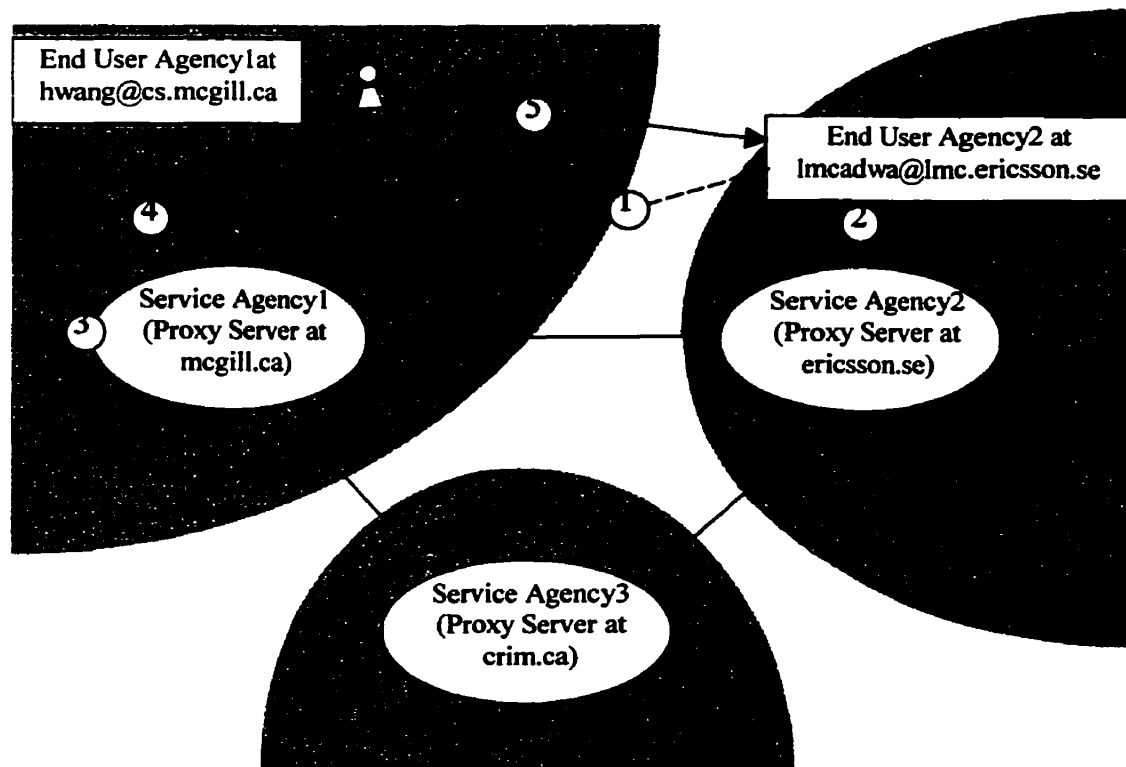 End User Agency1at
hwang@cs.mcgill.ca
5
End User Agency2 at
lmcadwa@lmc.ericsson.se
4
1
2
Service Agency1
(Proxy Server at
mcgill.ca)
3
Service Agency2
(Proxy Server at
ericsson.se)
Service Agency3
(Proxy Server at
crim.ca)